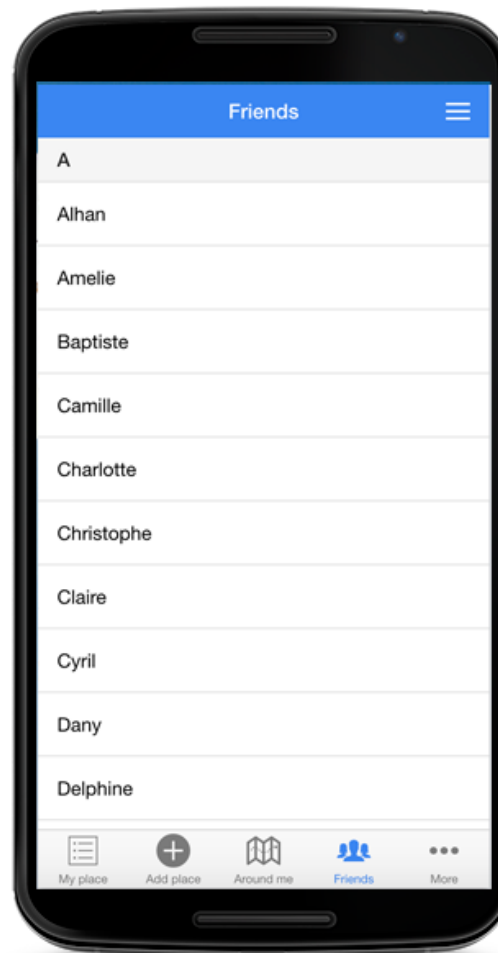 Friends
A
Alhan
Amelie
Baptiste
Camille
Charlotte
Christophe
Claire
Cyril
Dany
Delphine
My place Add place Around me Friends More